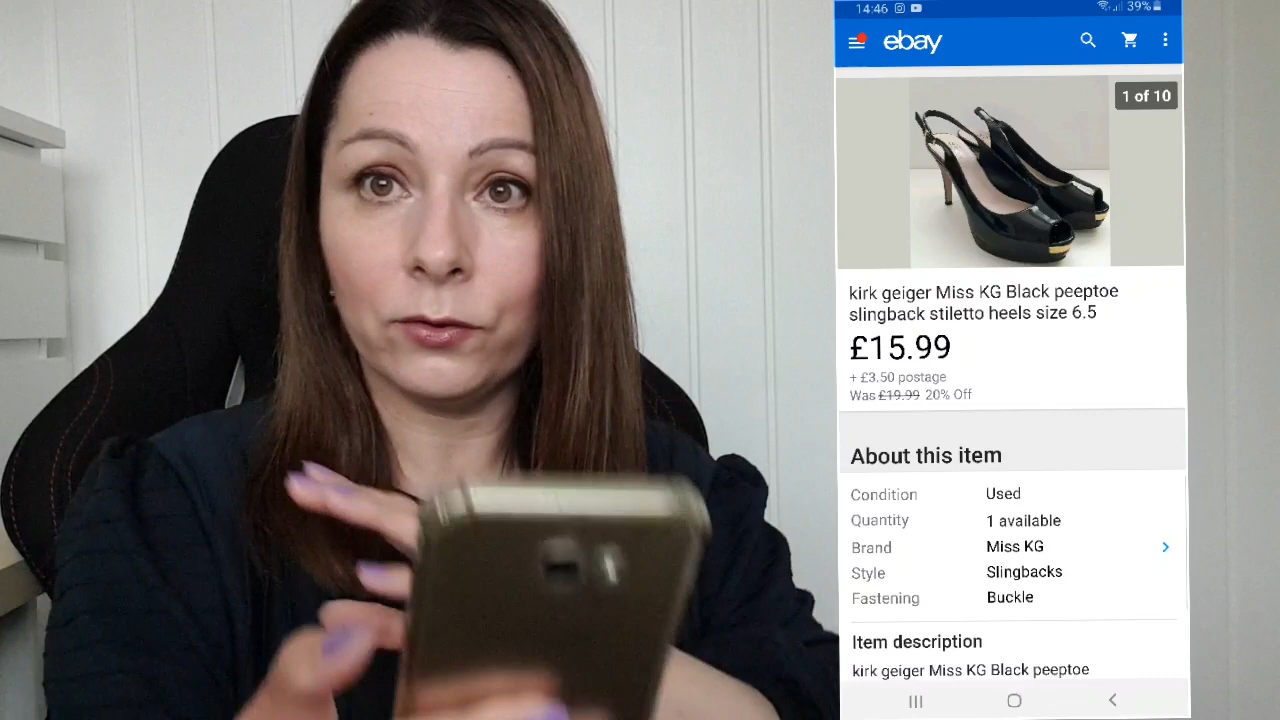 14:46
39%
ebay
1 of 10
kirk geiger Miss KG Black peeptoe
slingback stiletto heels size 6.5
£15.99
+ £3.50 postage
Was £19.99 20% Off
About this item
Condition Used
Quantity 1 available
Brand Miss KG
Style Slingbacks
Fastening Buckle
Item description
kirk geiger Miss KG Black peeptoe